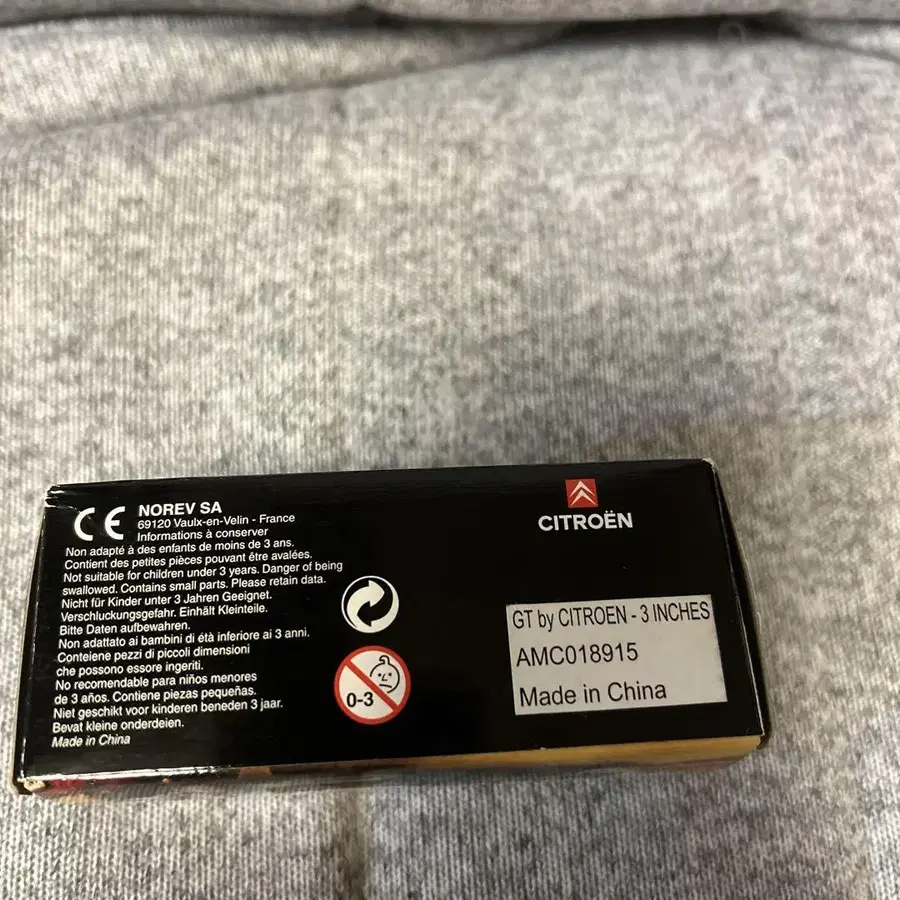 CE
NOREV SA
69120 Vaulx-en-Velin - France
Informations à conserver
Non adapté à des enfants de moins de 3 ans.
Contient des petites pièces pouvant être avalées.
Not suitable for children under 3 years. Danger of being
swallowed. Contains small parts. Please retain data.
Nicht für Kinder unter 3 Jahren Geeignet.
Verschluckungsgefahr. Einhält Kleinteile.
Bitte Daten aufbewahren.
Non adattato ai bambini di età inferiore ai 3 anni.
Conteiene pezzi di piccoli dimensioni
che possono essore ingeriti.
No recomendable para niños menores
de 3 años. Contiene piezas pequeñas.
Niet geschikt voor kinderen beneden 3 jaar.
Bevat kleine onderdeien.
Made in China
0-3
CITROËN
GT by CITROEN - 3 INCHES
AMC018915
Made in China